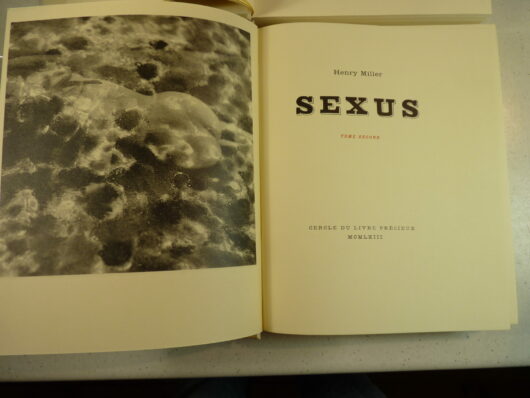 Henry Miller
SEXUS
TOME SECOND
CERCLE DU LIVRE PRÉCIEUX
MCMLXIII